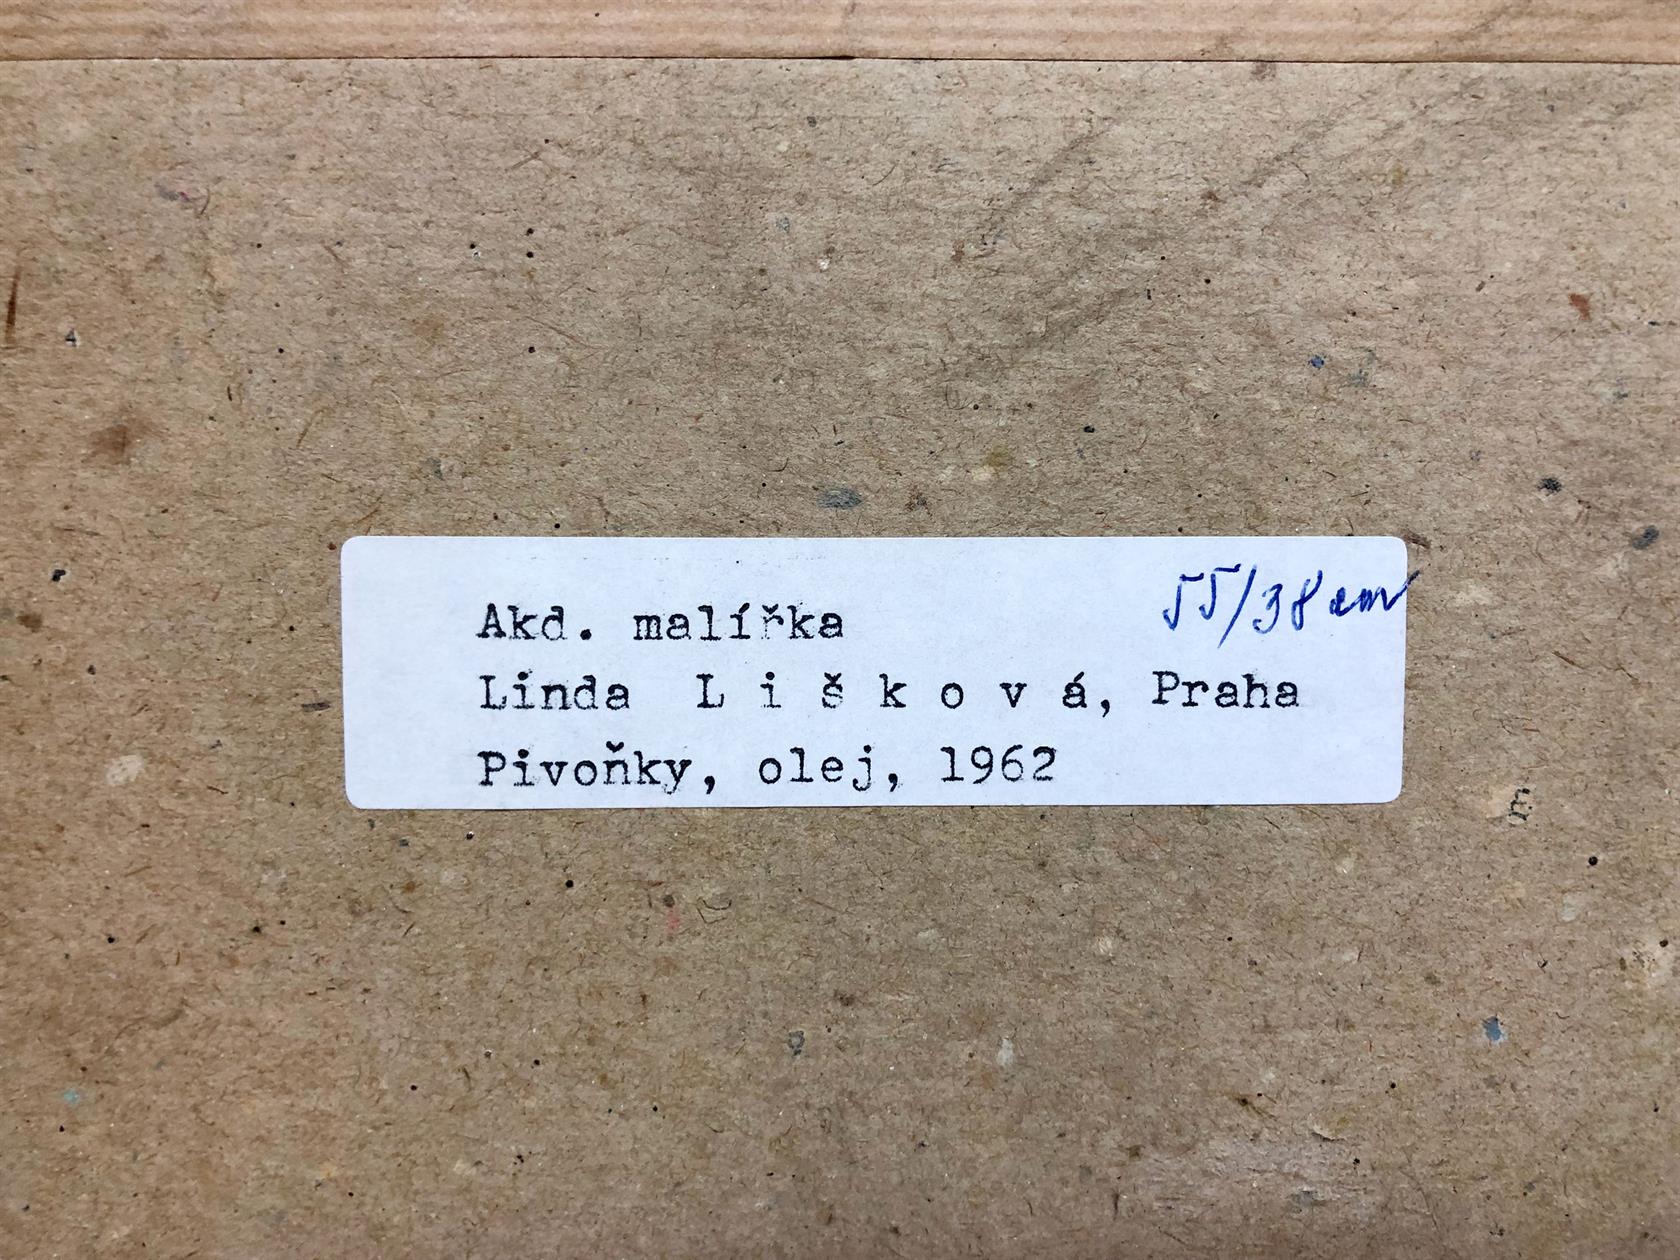 55/38 cm
Akd. malířka
Linda L i š k o v á, Praha
Pivoňky, olej, 1962